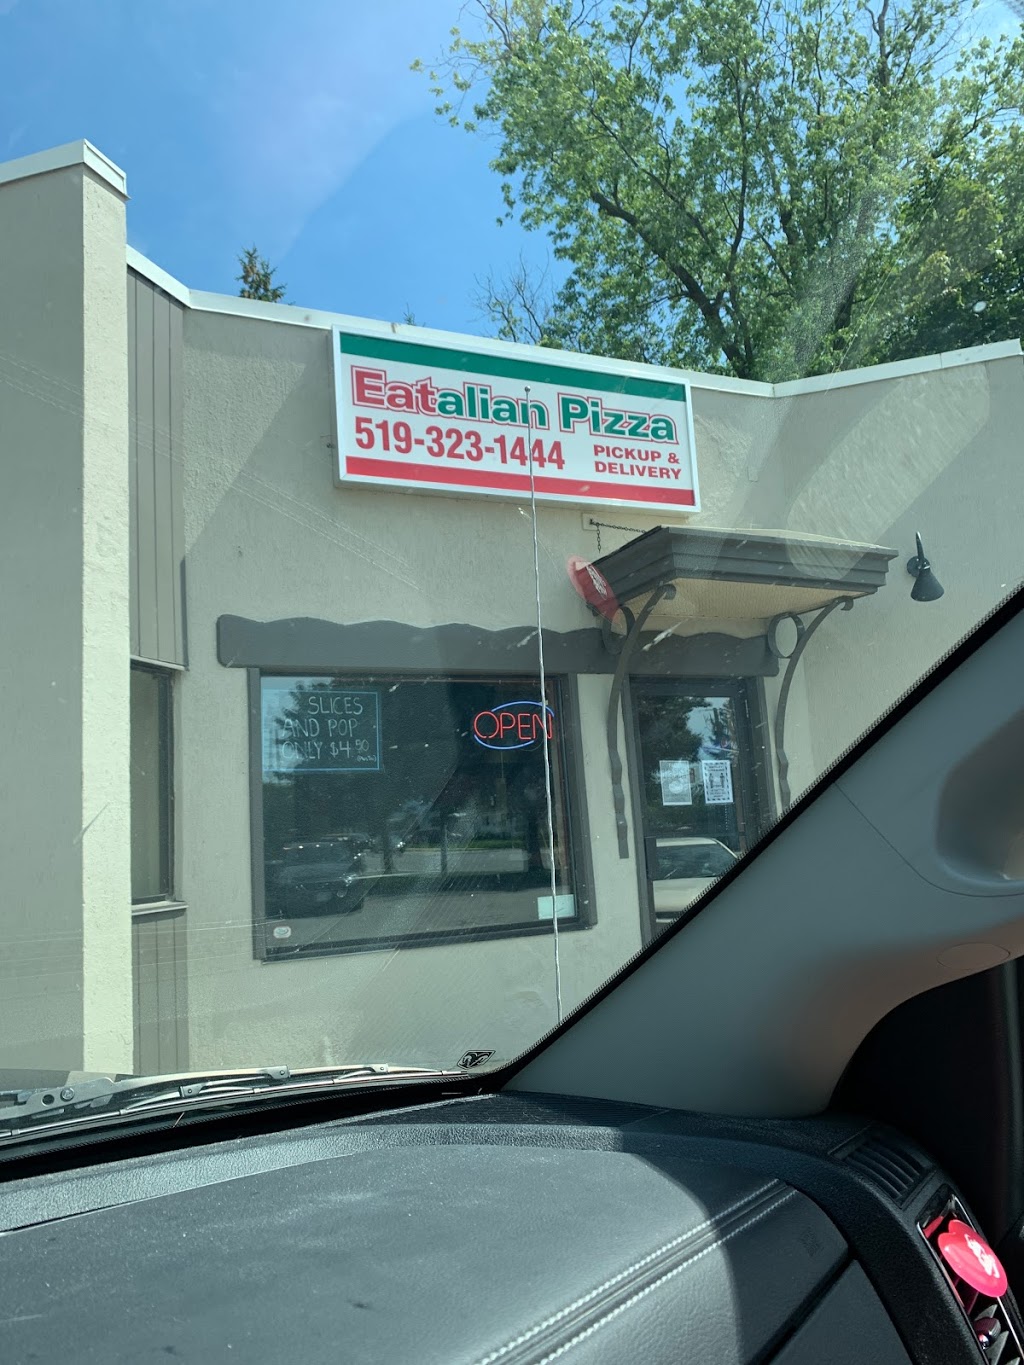 Eatalian Pizza
519-323-1444
PICKUP &
DELIVERY
SLICES
AND POP
ONLY $4.50
OPEN